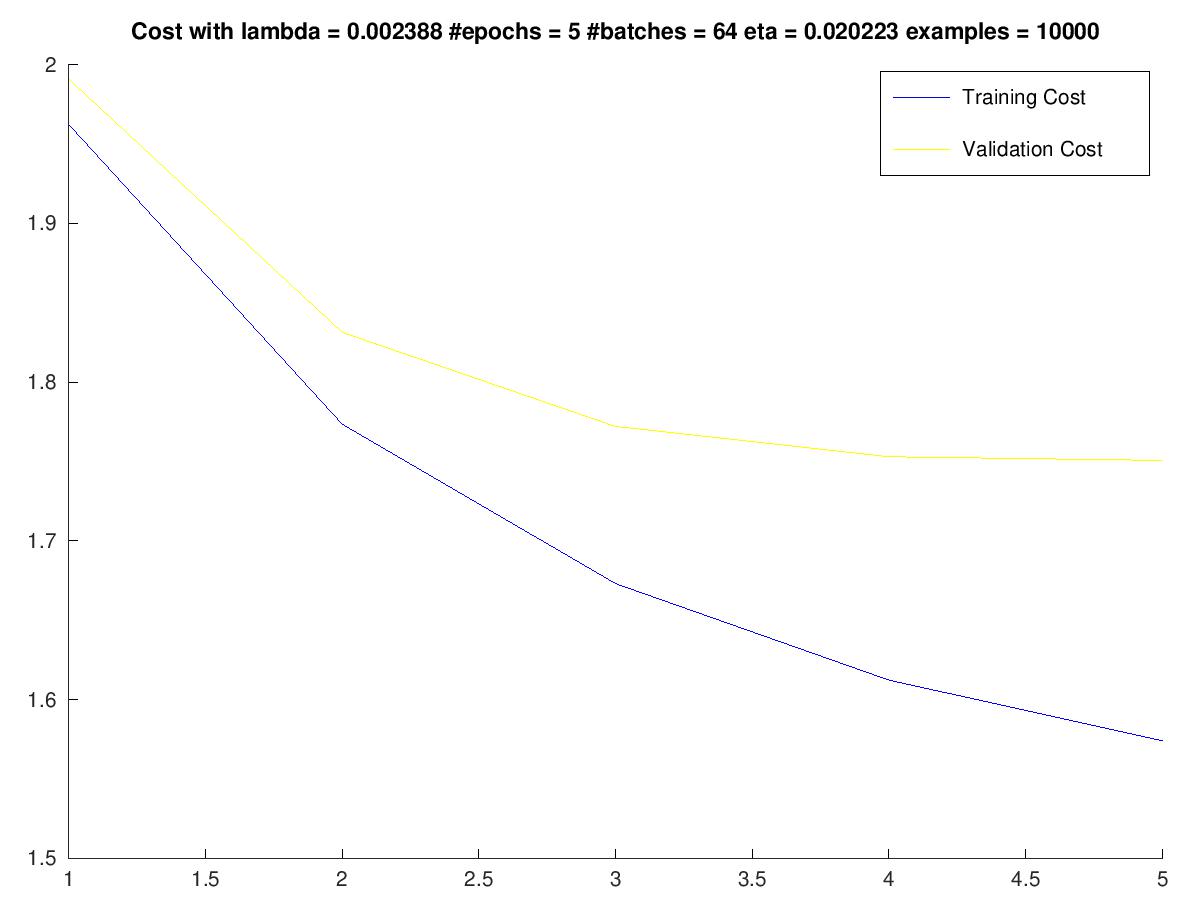 Cost with lambda = 0.002388 #epochs = 5 #batches = 64 eta = 0.020223 examples = 10000
2
Training Cost
Validation Cost
1.9
1.8
1.7
1.6
1.5
1 1.5 2 2.5 3 3.5 4 4.5 5